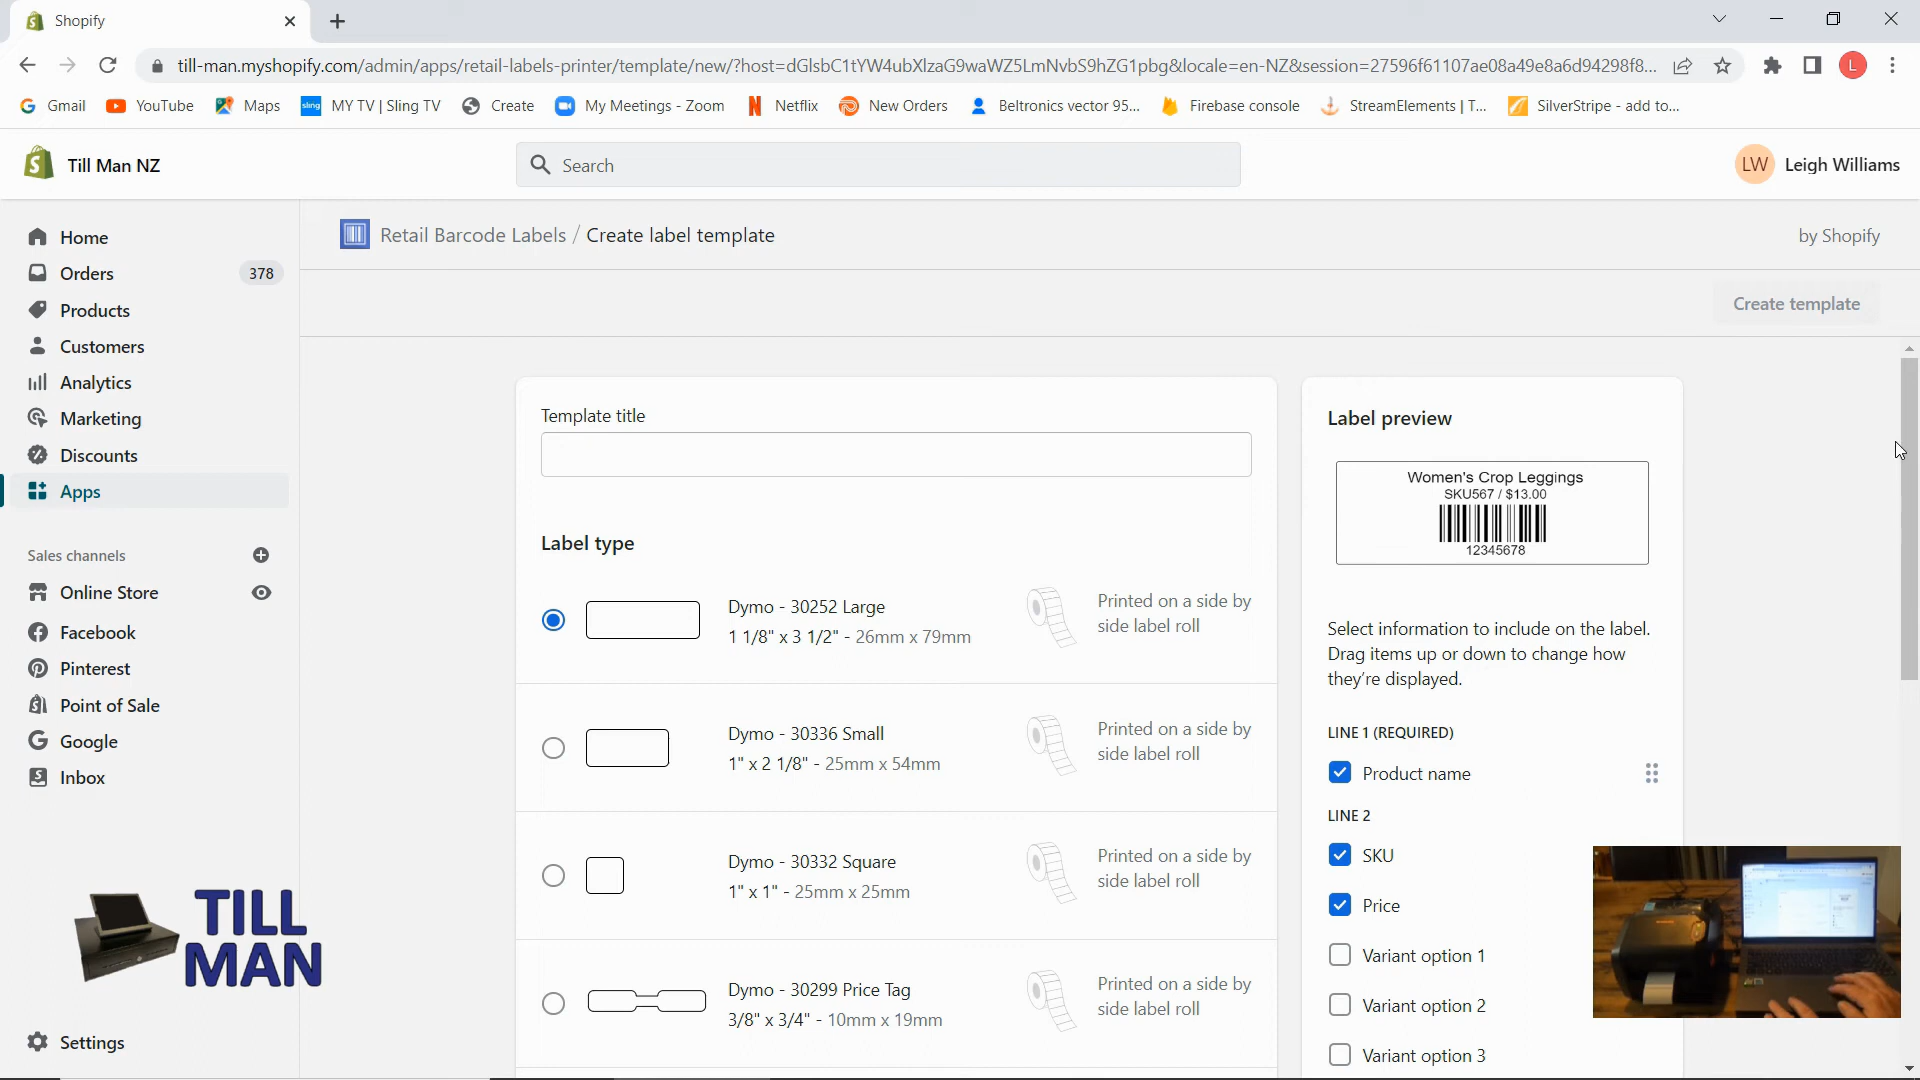 Shopify
till-man.myshopify.com/admin/apps/retail-labels-printer/template/new/?host=dGlsbC1tYW4ubXlzaG9waWZ5LmNvbS9hZG1pbg&locale=en-NZ&session=27596f61107ae08a49e8a6d94298f8...
L
Gmail YouTube Maps sling MY TV | Sling TV Create My Meetings - Zoom Netflix New Orders Beltronics vector 95... Firebase console StreamElements | T... SilverStripe - add to...
Till Man NZ
Search
LW Leigh Williams
Home
Orders 378
Products
Customers
Analytics
Marketing
Discounts
Apps
Sales channels
Online Store
Facebook
Pinterest
Point of Sale
Google
Inbox
TILL
MAN
Settings
Retail Barcode Labels / Create label template
by Shopify
Create template
Template title
Label type
Dymo - 30252 Large
1 1/8" x 3 1/2" - 26mm x 79mm
Printed on a side by
side label roll
Dymo - 30336 Small
1" x 2 1/8" - 25mm x 54mm
Printed on a side by
side label roll
Dymo - 30332 Square
1" x 1" - 25mm x 25mm
Printed on a side by
side label roll
Dymo - 30299 Price Tag
3/8" x 3/4" - 10mm x 19mm
Printed on a side by
side label roll
Label preview
Women's Crop Leggings
SKU567 / $13.00
12345678
Select information to include on the label.
Drag items up or down to change how
they're displayed.
LINE 1 (REQUIRED)
Product name
LINE 2
SKU
Price
Variant option 1
Variant option 2
Variant option 3